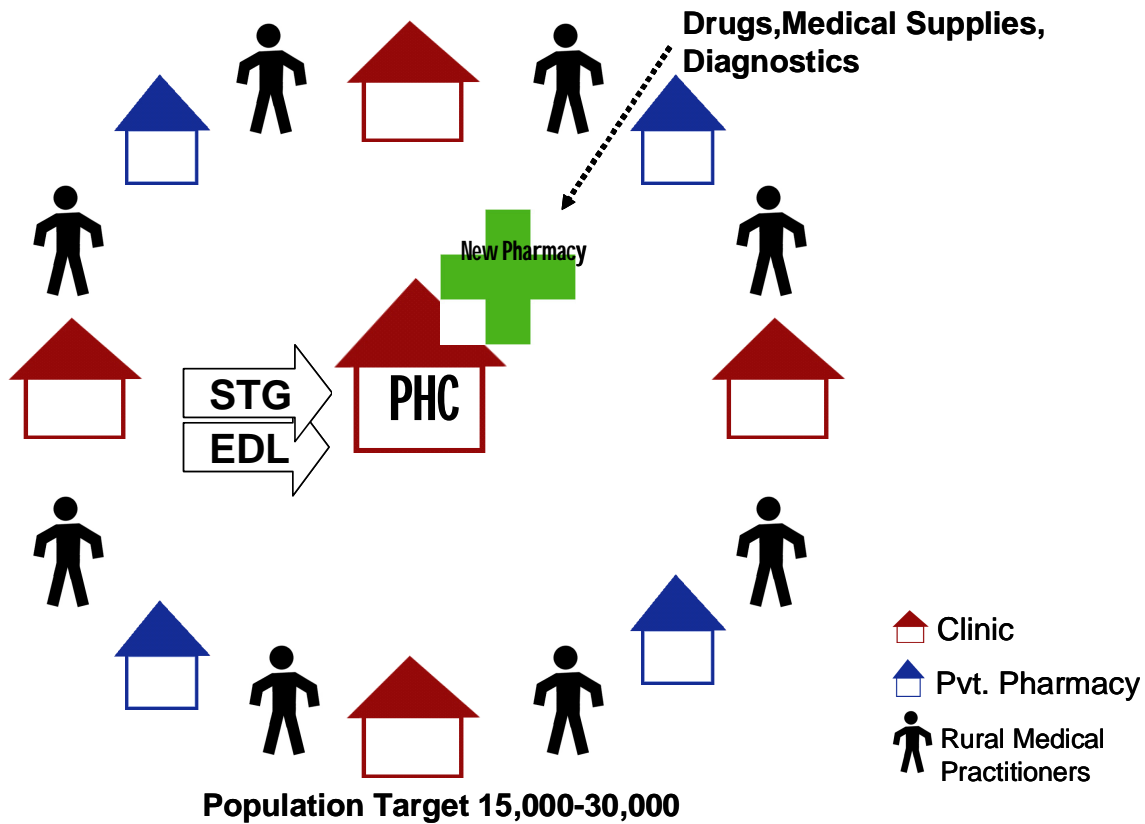 Drugs,Medical Supplies,
Diagnostics
New Pharmacy
STG
PHC
EDL
Clinic
Pvt. Pharmacy
Rural Medical
Practitioners
Population Target 15,000-30,000